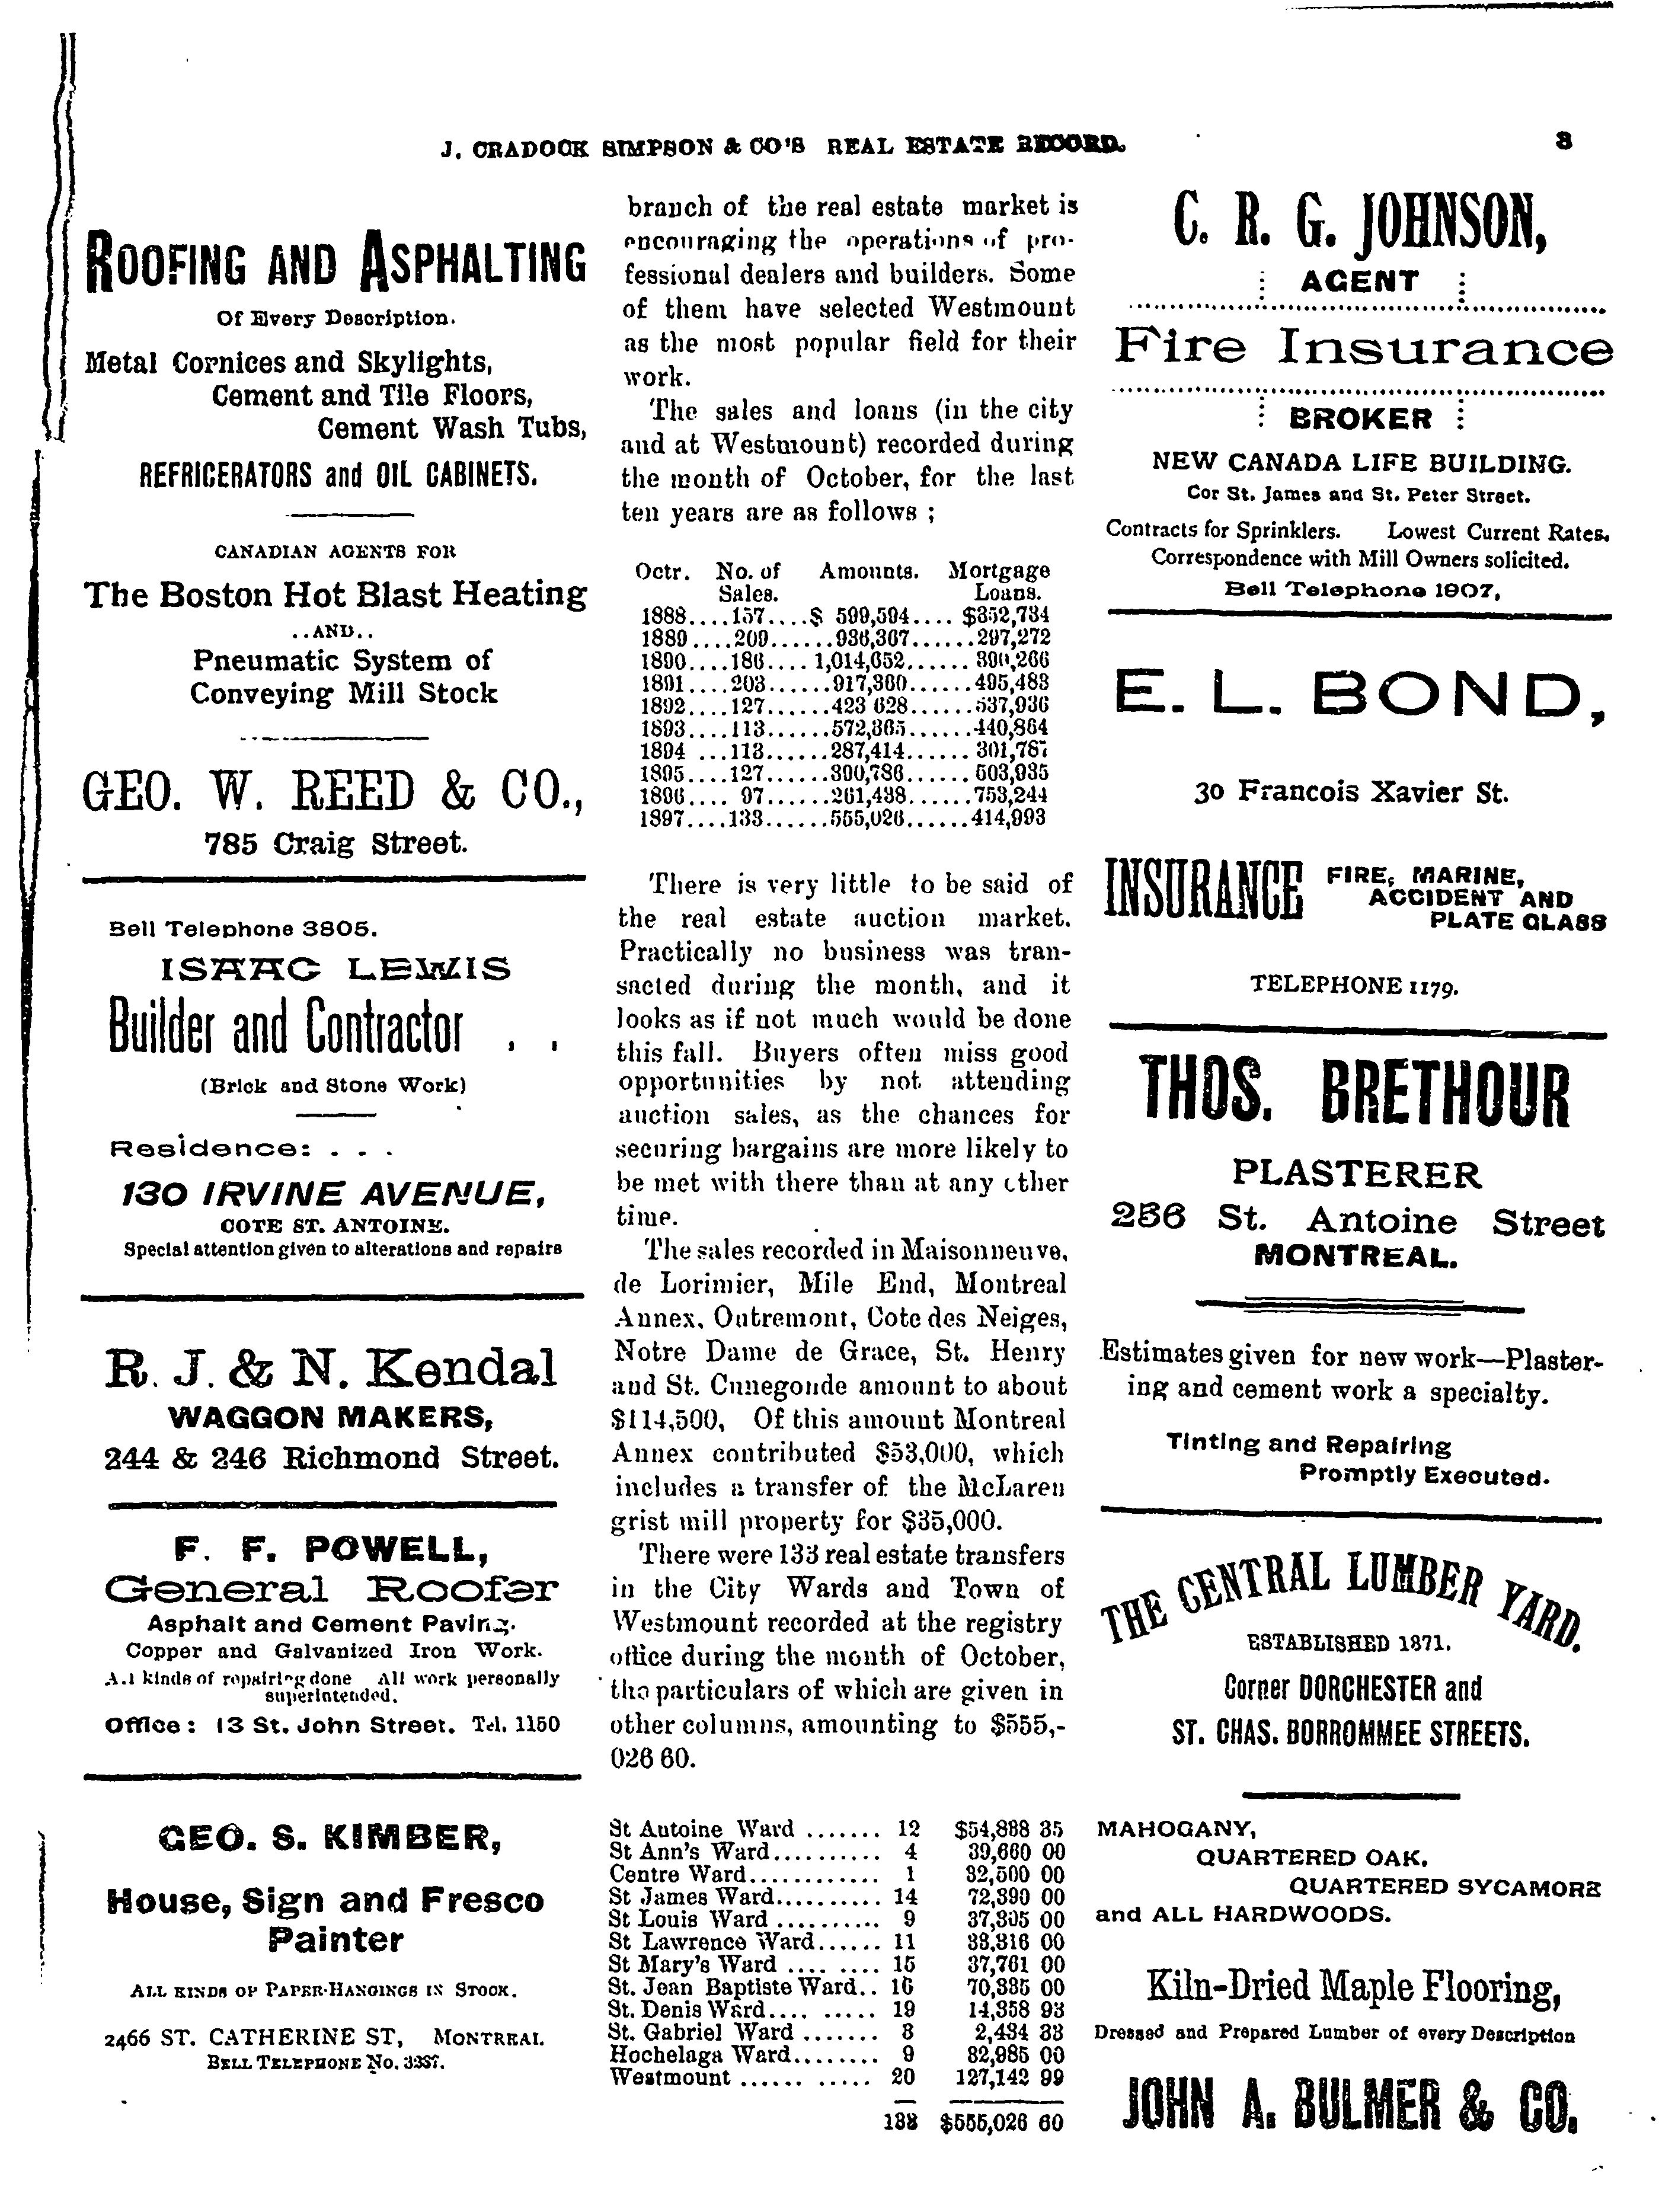 J. CRADOCK SIMPSON & CO'S REAL ESTATE RECORD.
3
ROOFING AND ASPHALTING
Of Every Description.
Metal Cornices and Skylights,
Cement and Tile Floors,
Cement Wash Tubs,
REFRIGERATORS and OIL CABINETS.
CANADIAN AGENTS FOR
The Boston Hot Blast Heating
..AND..
Pneumatic System of
Conveying Mill Stock
GEO. W. REED & CO.,
785 Craig Street.
Bell Telephone 3805.
ISAAC LEWIS
Builder and Contractor . .
(Brick and Stone Work)
Residence: . . .
130 IRVINE AVENUE,
COTE ST. ANTOINE.
Special attention given to alterations and repairs
R. J. & N. Kendal
WAGGON MAKERS,
244 & 246 Richmond Street.
F. F. POWELL,
General Roofer
Asphalt and Cement Paving.
Copper and Galvanized Iron Work.
All kinds of repairing done All work personally
superintended.
Office: 13 St. John Street. Tel. 1150
GEO. S. KIMBER,
House, Sign and Fresco
Painter
ALL KINDS OF PAPER-HANGINGS IN STOCK.
2466 ST. CATHERINE ST, MONTREAL
BELL TELEPHONE NO.
branch of the real estate market is
encouraging the operations of pro-
fessional dealers and builders. Some
of them have selected Westmount
as the most popular field for their
work.
The sales and loans (in the city
and at Westmount) recorded during
the month of October, for the last
ten years are as follows ;
Octr. No. of Amounts. Mortgage
Sales. Loans.
1888....157....$ 599,594.... $352,734
1889....209......936,367......297,272
1890....186....1,014,652...... 390,266
1891....203......917,360......495,483
1892....127......423 628......537,936
1893....113......572,365......440,864
1894 ...113......287,414...... 301,787
1895....127......390,786...... 503,935
1896.... 97......261,438......753,244
1897....133......555,026......414,993
There is very little to be said of
the real estate auction market.
Practically no business was tran-
sacted during the month, and it
looks as if not much would be done
this fall. Buyers often miss good
opportunities by not attending
auction sales, as the chances for
securing bargains are more likely to
be met with there than at any other
time.
The sales recorded in Maisonneuve,
de Lorimier, Mile End, Montreal
Annex, Outremont, Cote des Neiges,
Notre Dame de Grace, St. Henry
and St. Cunegonde amount to about
$114,500, Of this amount Montreal
Annex contributed $53,000, which
includes a transfer of the McLaren
grist mill property for $35,000.
There were 133 real estate transfers
in the City Wards and Town of
Westmount recorded at the registry
office during the month of October,
the particulars of which are given in
other columns, amounting to $555,-
026 60.
St Antoine Ward ....... 12 $54,888 35
St Ann's Ward.......... 4 39,660 00
Centre Ward............ 1 32,500 00
St James Ward.......... 14 72,390 00
St Louis Ward .......... 9 37,305 00
St Lawrence Ward...... 11 33,316 00
St Mary's Ward .... .... 15 37,761 00
St. Jean Baptiste Ward.. 16 70,335 00
St. Denis Ward.... ..... 19 14,358 93
St. Gabriel Ward ....... 3 2,434 33
Hochelaga Ward........ 9 32,985 00
Westmount ...... ..... 20 127,142 99
133 $555,026 60
C. R. G. JOHNSON,
AGENT
Fire Insurance
BROKER
NEW CANADA LIFE BUILDING.
Cor St. James and St. Peter Street.
Contracts for Sprinklers. Lowest Current Rates.
Correspondence with Mill Owners solicited.
Bell Telephone 1907,
E. L. BOND,
30 Francois Xavier St.
INSURANCE FIRE, MARINE,
ACCIDENT AND
PLATE GLASS
TELEPHONE 1179.
THOS. BRETHOUR
PLASTERER
256 St. Antoine Street
MONTREAL.
Estimates given for new work—Plaster-
ing and cement work a specialty.
Tinting and Repairing
Promptly Executed.
THE CENTRAL LUMBER YARD.
ESTABLISHED 1871.
Corner DORCHESTER and
ST. CHAS. BORROMMEE STREETS.
MAHOGANY,
QUARTERED OAK,
QUARTERED SYCAMORE
and ALL HARDWOODS.
Kiln-Dried Maple Flooring,
Dressed and Prepared Lumber of every Description
JOHN A. BULMER & CO.